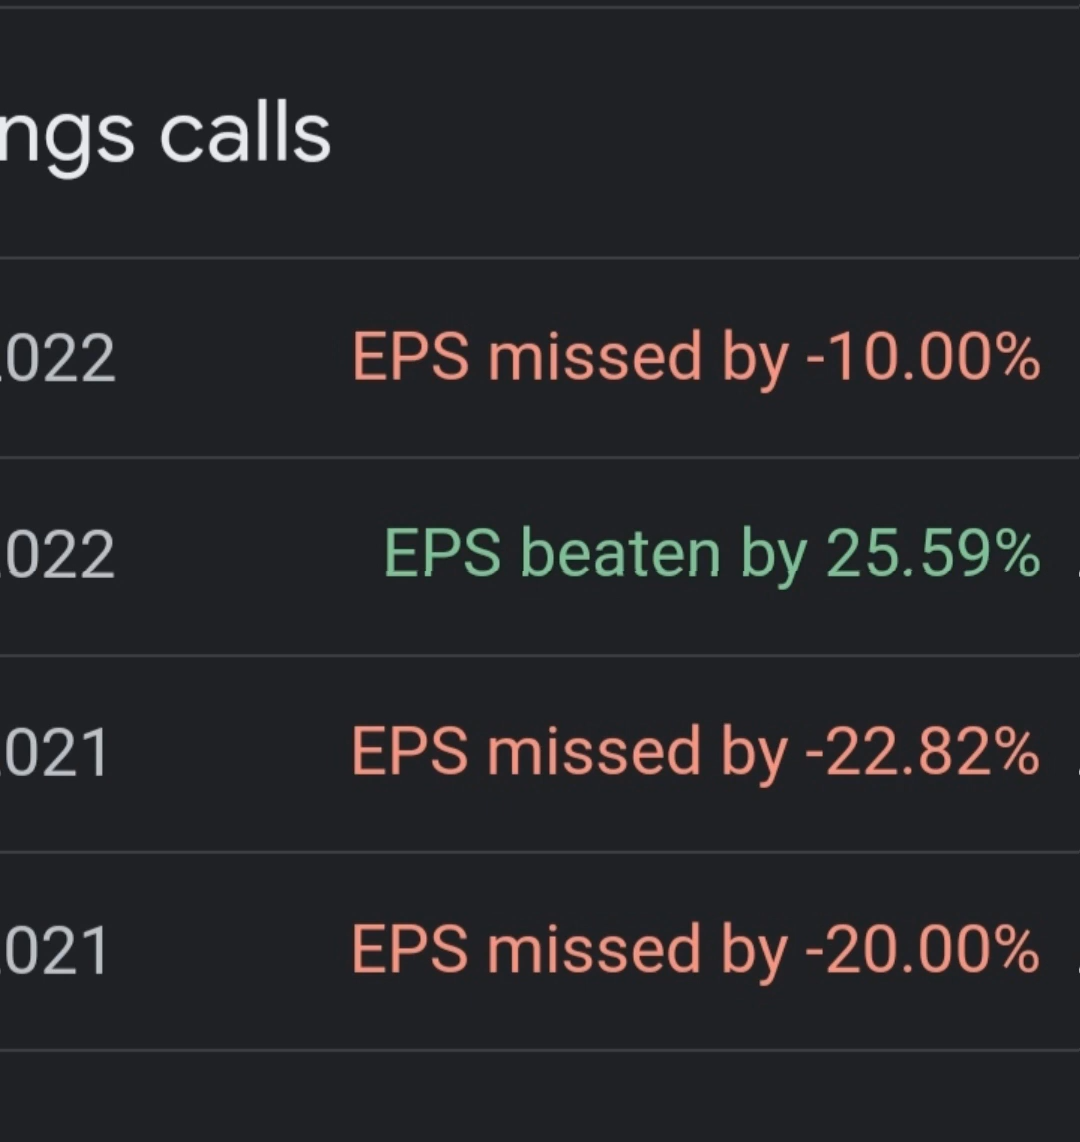 ngs calls
022
EPS missed by -10.00%
022
EPS beaten by 25.59%
021
EPS missed by -22.82%
021
EPS missed by -20.00%